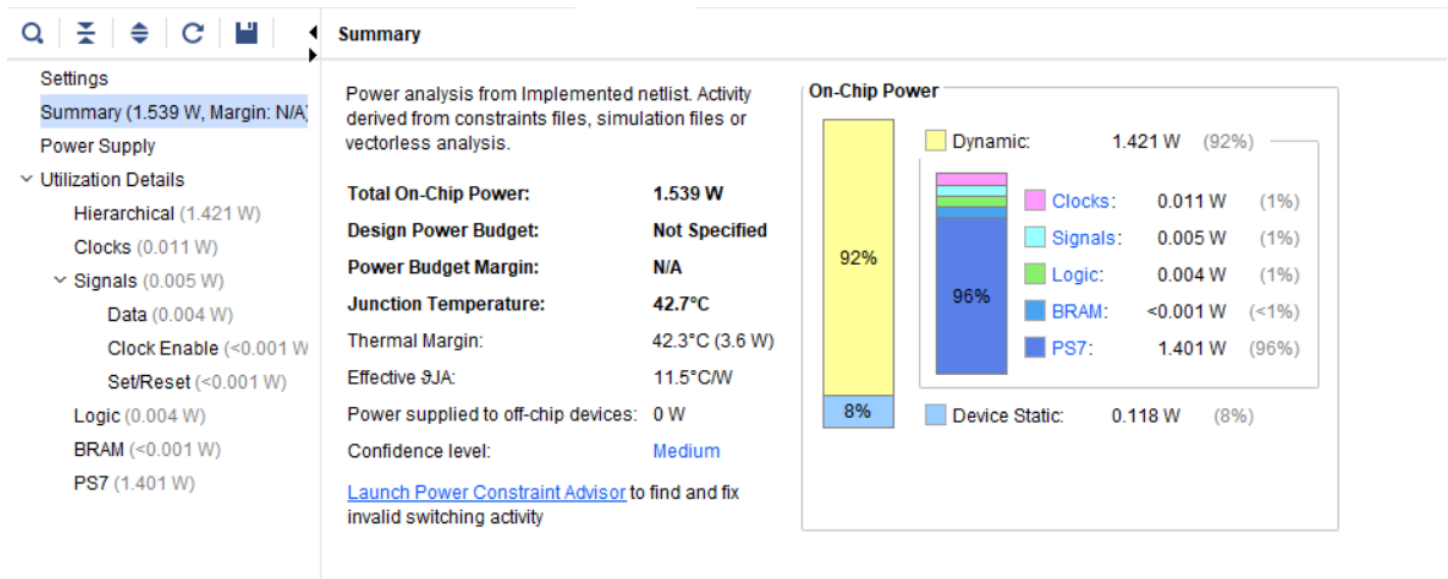 Summary
Settings
Summary (1.539 W, Margin: N/A)
Power Supply
Utilization Details
Hierarchical (1.421 W)
Clocks (0.011 W)
Signals (0.005 W)
Data (0.004 W)
Clock Enable (<0.001 W
Set/Reset (<0.001 W)
Logic (0.004 W)
BRAM (<0.001 W)
PS7 (1.401 W)
Power analysis from Implemented netlist. Activity
derived from constraints files, simulation files or
vectorless analysis.
Total On-Chip Power: 1.539 W
Design Power Budget: Not Specified
Power Budget Margin: N/A
Junction Temperature: 42.7°C
Thermal Margin: 42.3°C (3.6 W)
Effective ϑJA: 11.5°C/W
Power supplied to off-chip devices: 0 W
Confidence level: Medium
Launch Power Constraint Advisor to find and fix
invalid switching activity
On-Chip Power
92%
8%
Dynamic: 1.421 W (92%)
96%
Clocks: 0.011 W (1%)
Signals: 0.005 W (1%)
Logic: 0.004 W (1%)
BRAM: <0.001 W (<1%)
PS7: 1.401 W (96%)
Device Static: 0.118 W (8%)